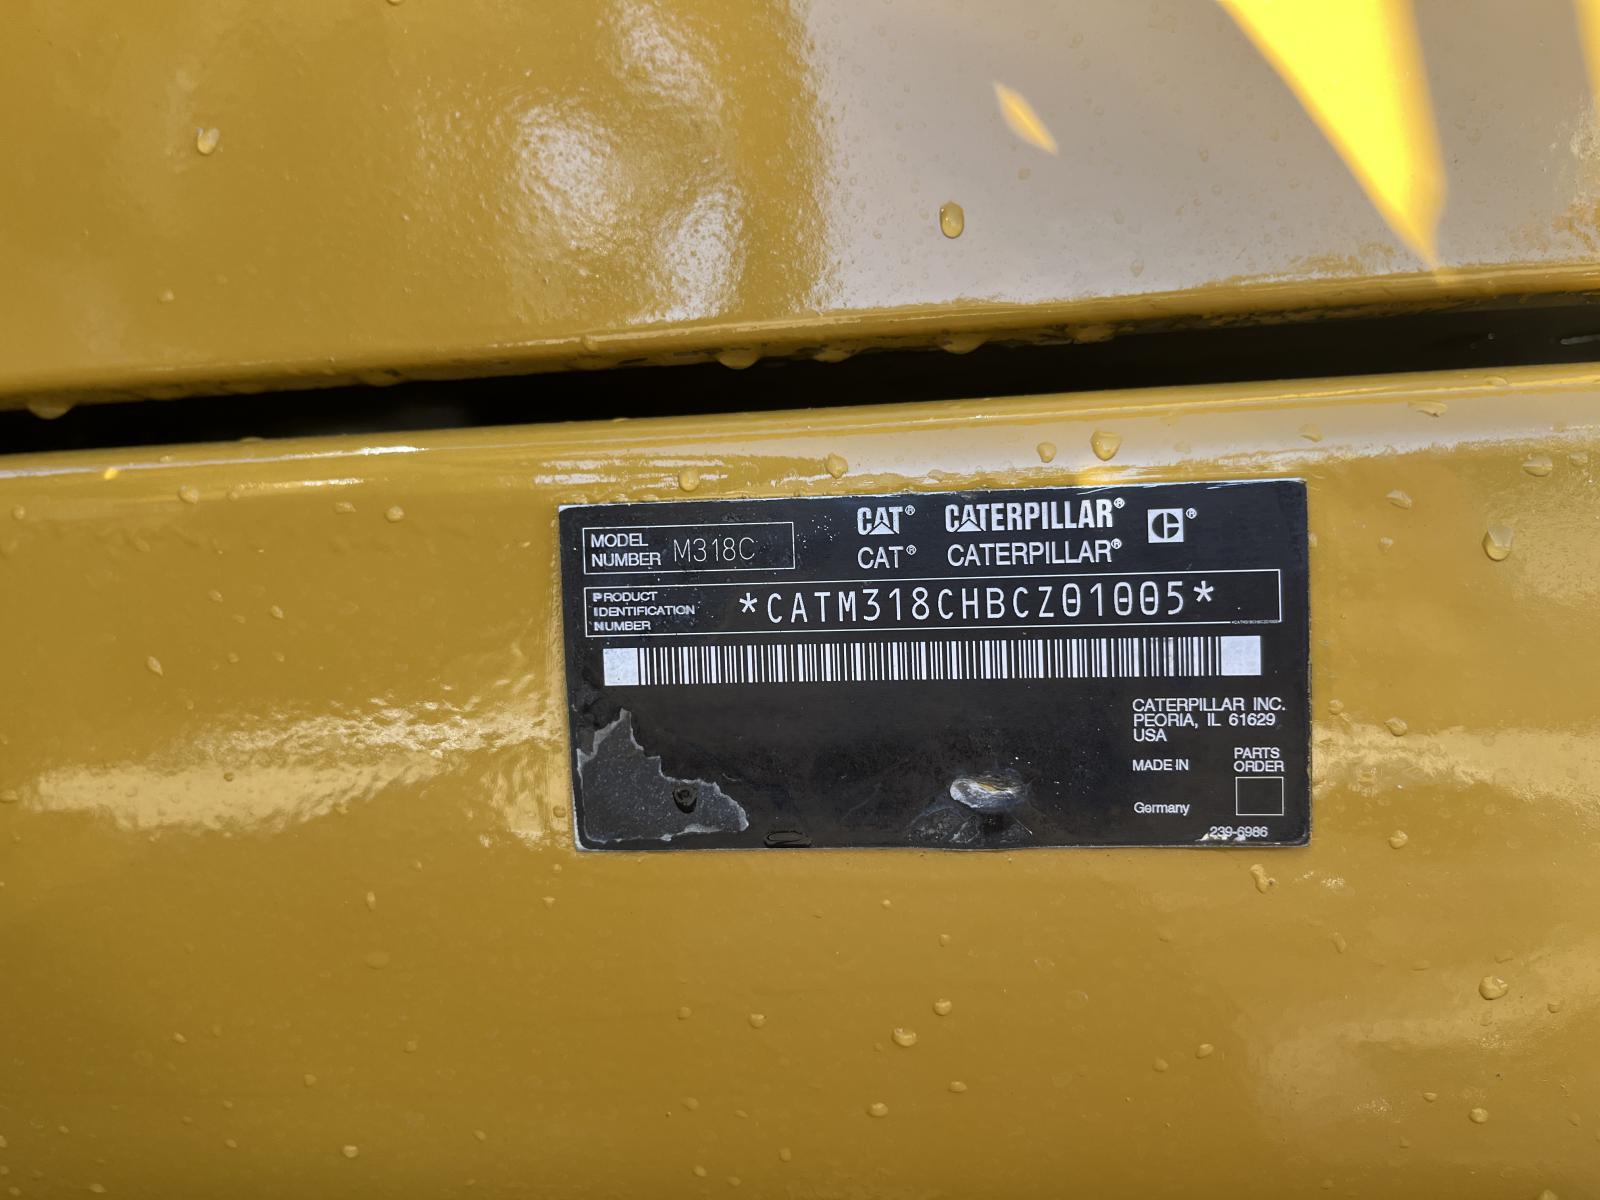 MODEL NUMBER M318C
CAT® CATERPILLAR® ®
CAT® CATERPILLAR®
PRODUCT IDENTIFICATION NUMBER *CATM318CHBCZ01005*
CATERPILLAR INC.
PEORIA, IL 61629
USA
MADE IN
Germany
PARTS
ORDER
239-6986